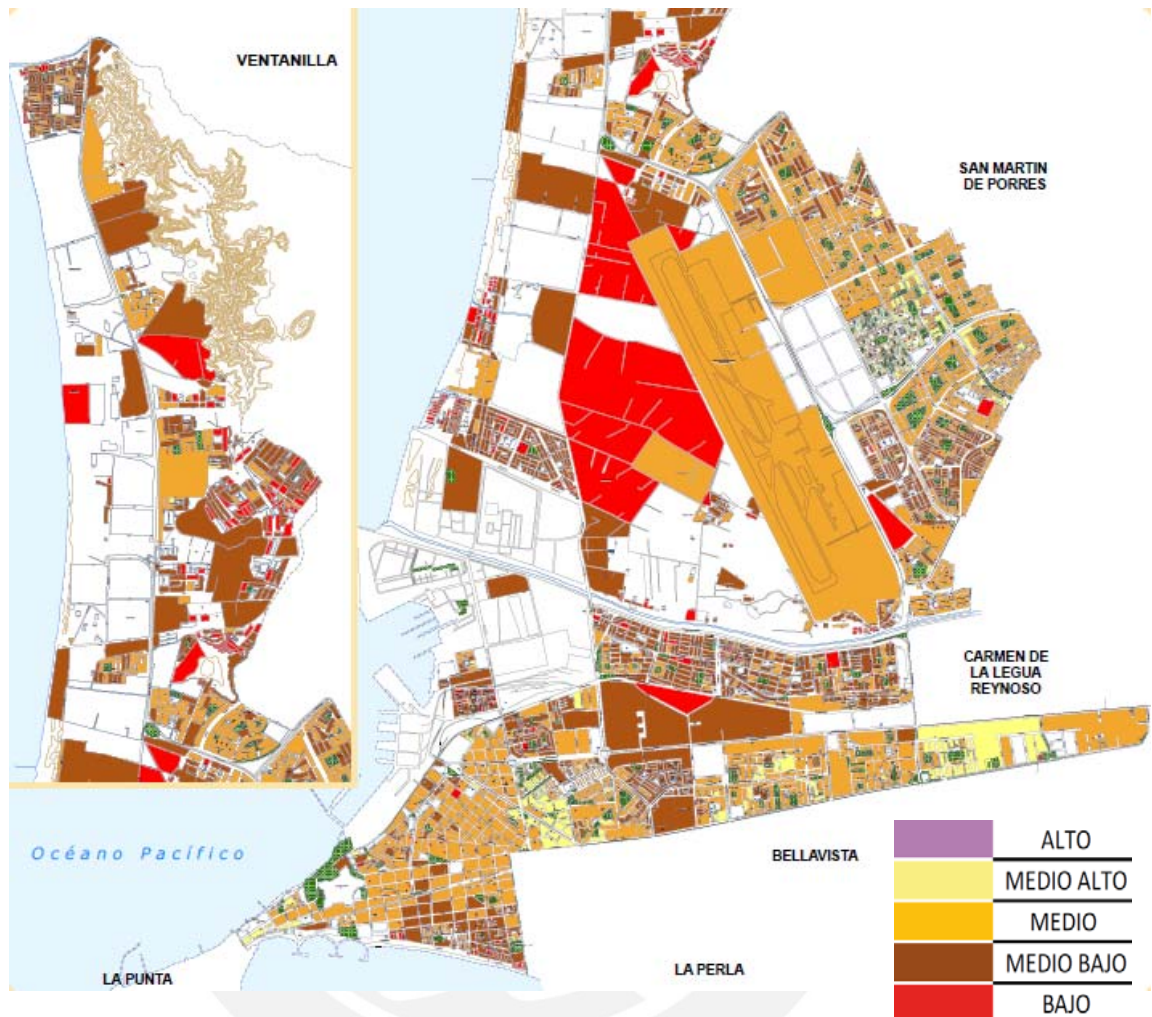 VENTANILLA
SAN MARTIN
DE PORRES
CARMEN DE
LA LEGUA
REYNOSO
Océano Pacífico
BELLAVISTA
LA PUNTA
LA PERLA
ALTO
MEDIO ALTO
MEDIO
MEDIO BAJO
BAJO